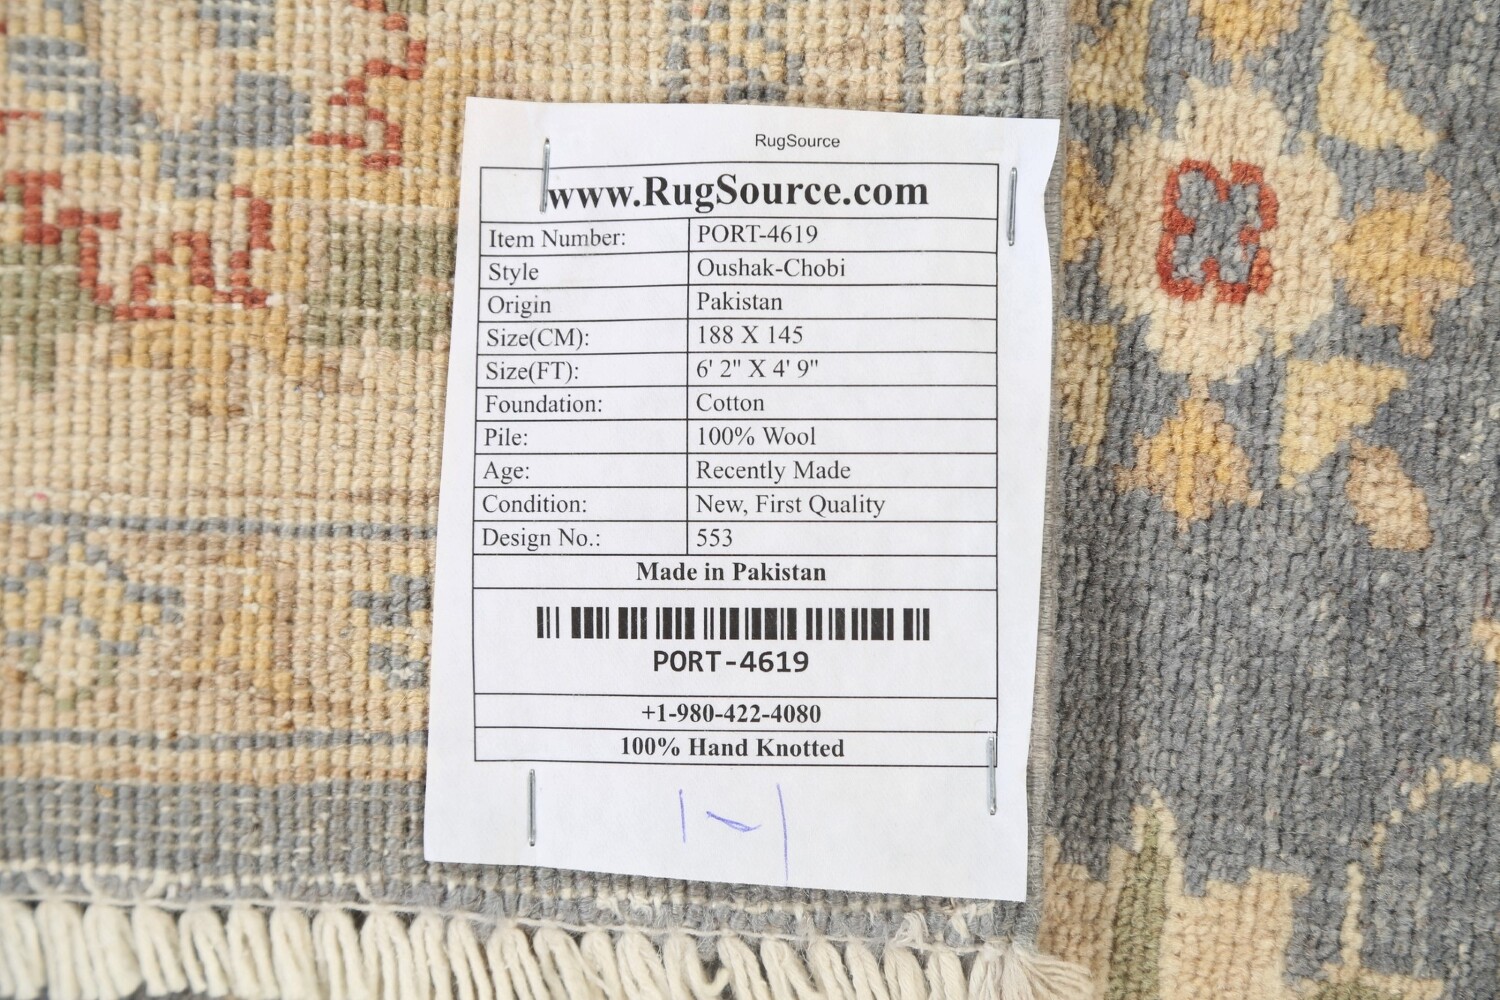 RugSource
www.RugSource.com
Item Number: PORT-4619
Style Oushak-Chobi
Origin Pakistan
Size(CM): 188 X 145
Size(FT): 6' 2" X 4' 9"
Foundation: Cotton
Pile: 100% Wool
Age: Recently Made
Condition: New, First Quality
Design No.: 553
Made in Pakistan
PORT-4619
+1-980-422-4080
100% Hand Knotted
1~1